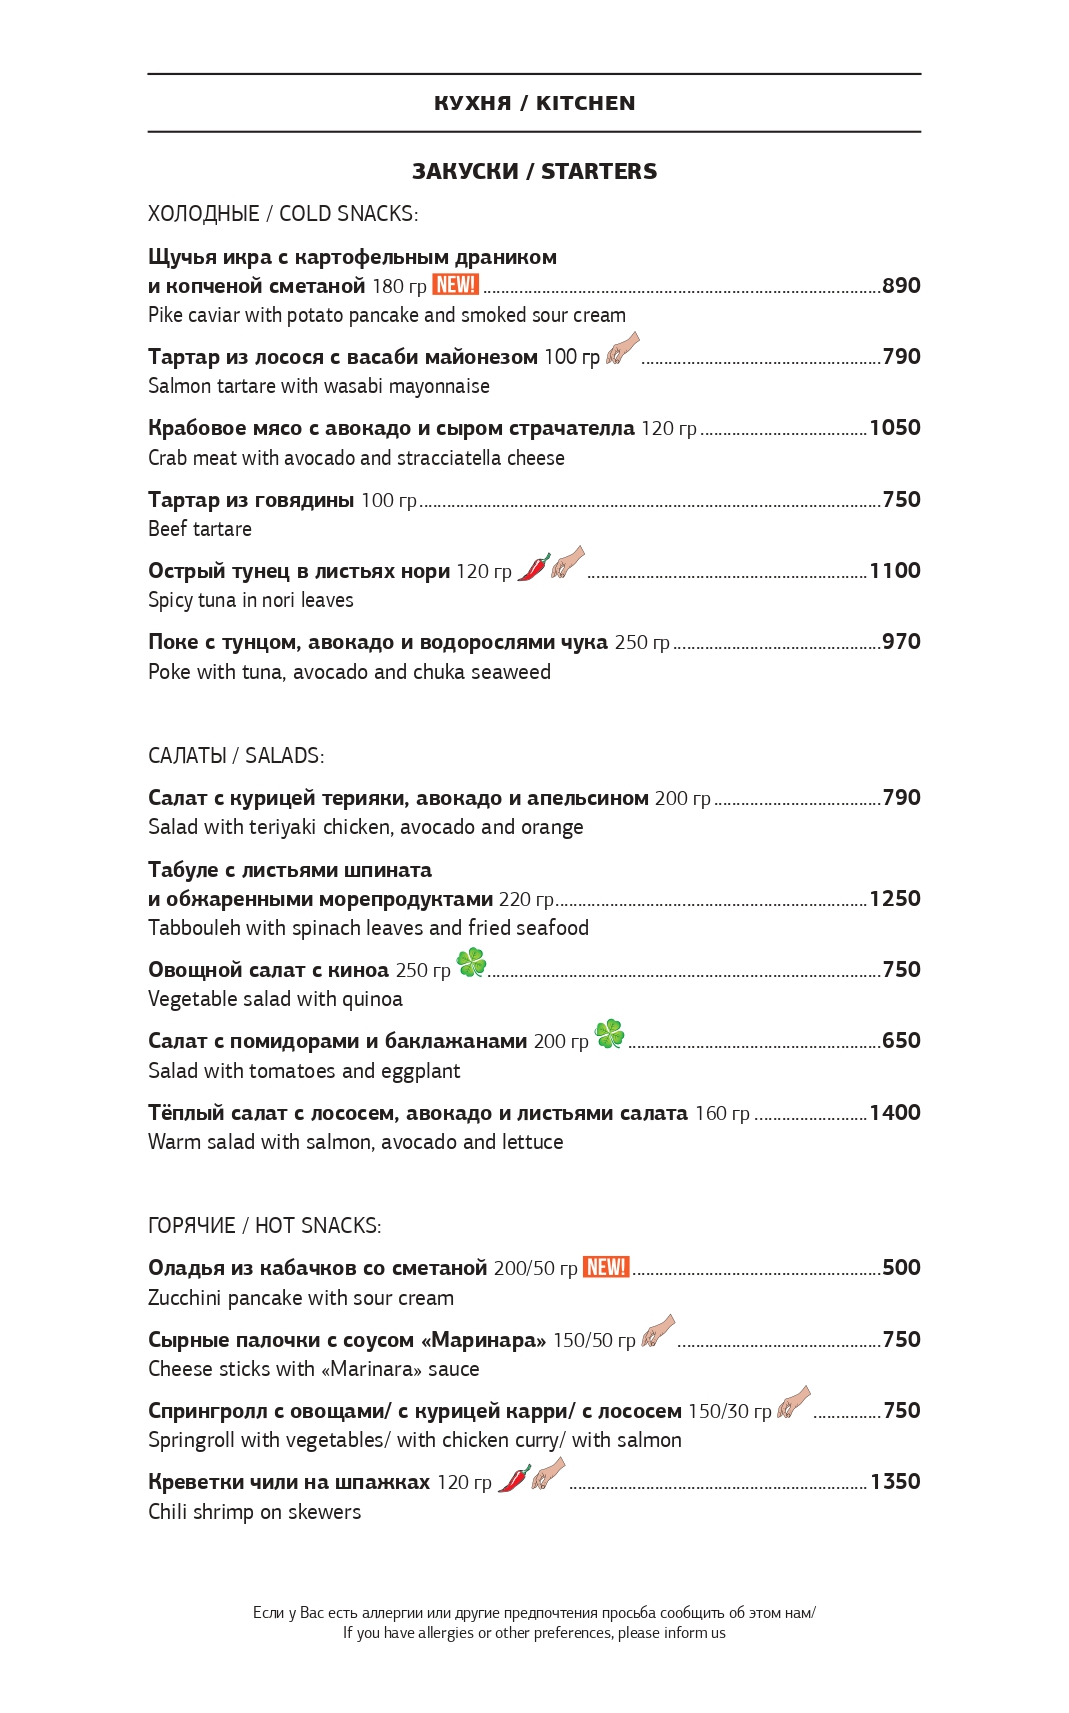 КУХНЯ / KITCHEN
ЗАКУСКИ / STARTERS
ХОЛОДНЫЕ / COLD SNACKS:
Щучья икра с картофельным драником
и копченой сметаной 180 гр NEW! 890
Pike caviar with potato pancake and smoked sour cream
Тартар из лосося с васаби майонезом 100 гр 790
Salmon tartare with wasabi mayonnaise
Крабовое мясо с авокадо и сыром страчателла 120 гр 1050
Crab meat with avocado and stracciatella cheese
Тартар из говядины 100 гр 750
Beef tartare
Острый тунец в листьях нори 120 гр 1100
Spicy tuna in nori leaves
Поке с тунцом, авокадо и водорослями чука 250 гр 970
Poke with tuna, avocado and chuka seaweed
САЛАТЫ / SALADS:
Салат с курицей терияки, авокадо и апельсином 200 гр 790
Salad with teriyaki chicken, avocado and orange
Табуле с листьями шпината
и обжаренными морепродуктами 220 гр 1250
Tabbouleh with spinach leaves and fried seafood
Овощной салат с киноа 250 гр 750
Vegetable salad with quinoa
Салат с помидорами и баклажанами 200 гр 650
Salad with tomatoes and eggplant
Тёплый салат с лососем, авокадо и листьями салата 160 гр 1400
Warm salad with salmon, avocado and lettuce
ГОРЯЧИЕ / HOT SNACKS:
Оладья из кабачков со сметаной 200/50 гр NEW! 500
Zucchini pancake with sour cream
Сырные палочки с соусом «Маринара» 150/50 гр 750
Cheese sticks with «Marinara» sauce
Спрингролл с овощами/ с курицей карри/ с лососем 150/30 гр 750
Springroll with vegetables/ with chicken curry/ with salmon
Креветки чили на шпажках 120 гр 1350
Chili shrimp on skewers
Если у Вас есть аллергии или другие предпочтения просьба сообщить об этом нам/
If you have allergies or other preferences, please inform us